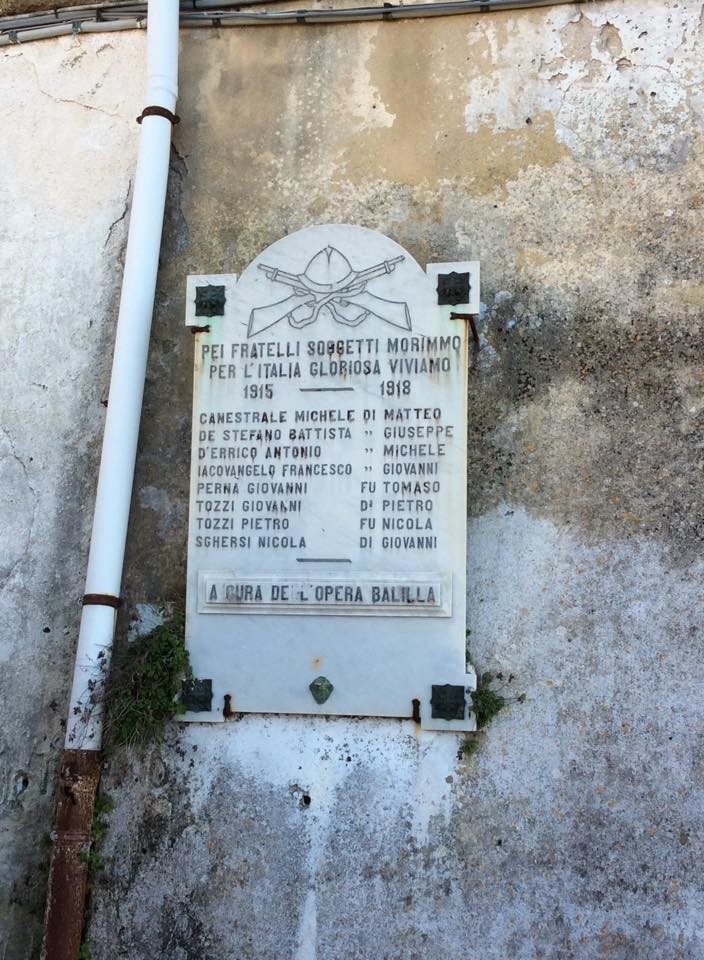 PEI FRATELLI SOGGETTI MORIMMO
PER L'ITALIA GLORIOSA VIVIAMO
1915 — 1918
CANESTRALE MICHELE DI MATTEO
DE STEFANO BATTISTA " GIUSEPPE
D'ERRICO ANTONIO " MICHELE
IACOVANGELO FRANCESCO " GIOVANNI
PERNA GIOVANNI FU TOMASO
TOZZI GIOVANNI DI PIETRO
TOZZI PIETRO FU NICOLA
SGHERSI NICOLA DI GIOVANNI
A CURA DE L'OPERA BALILLA